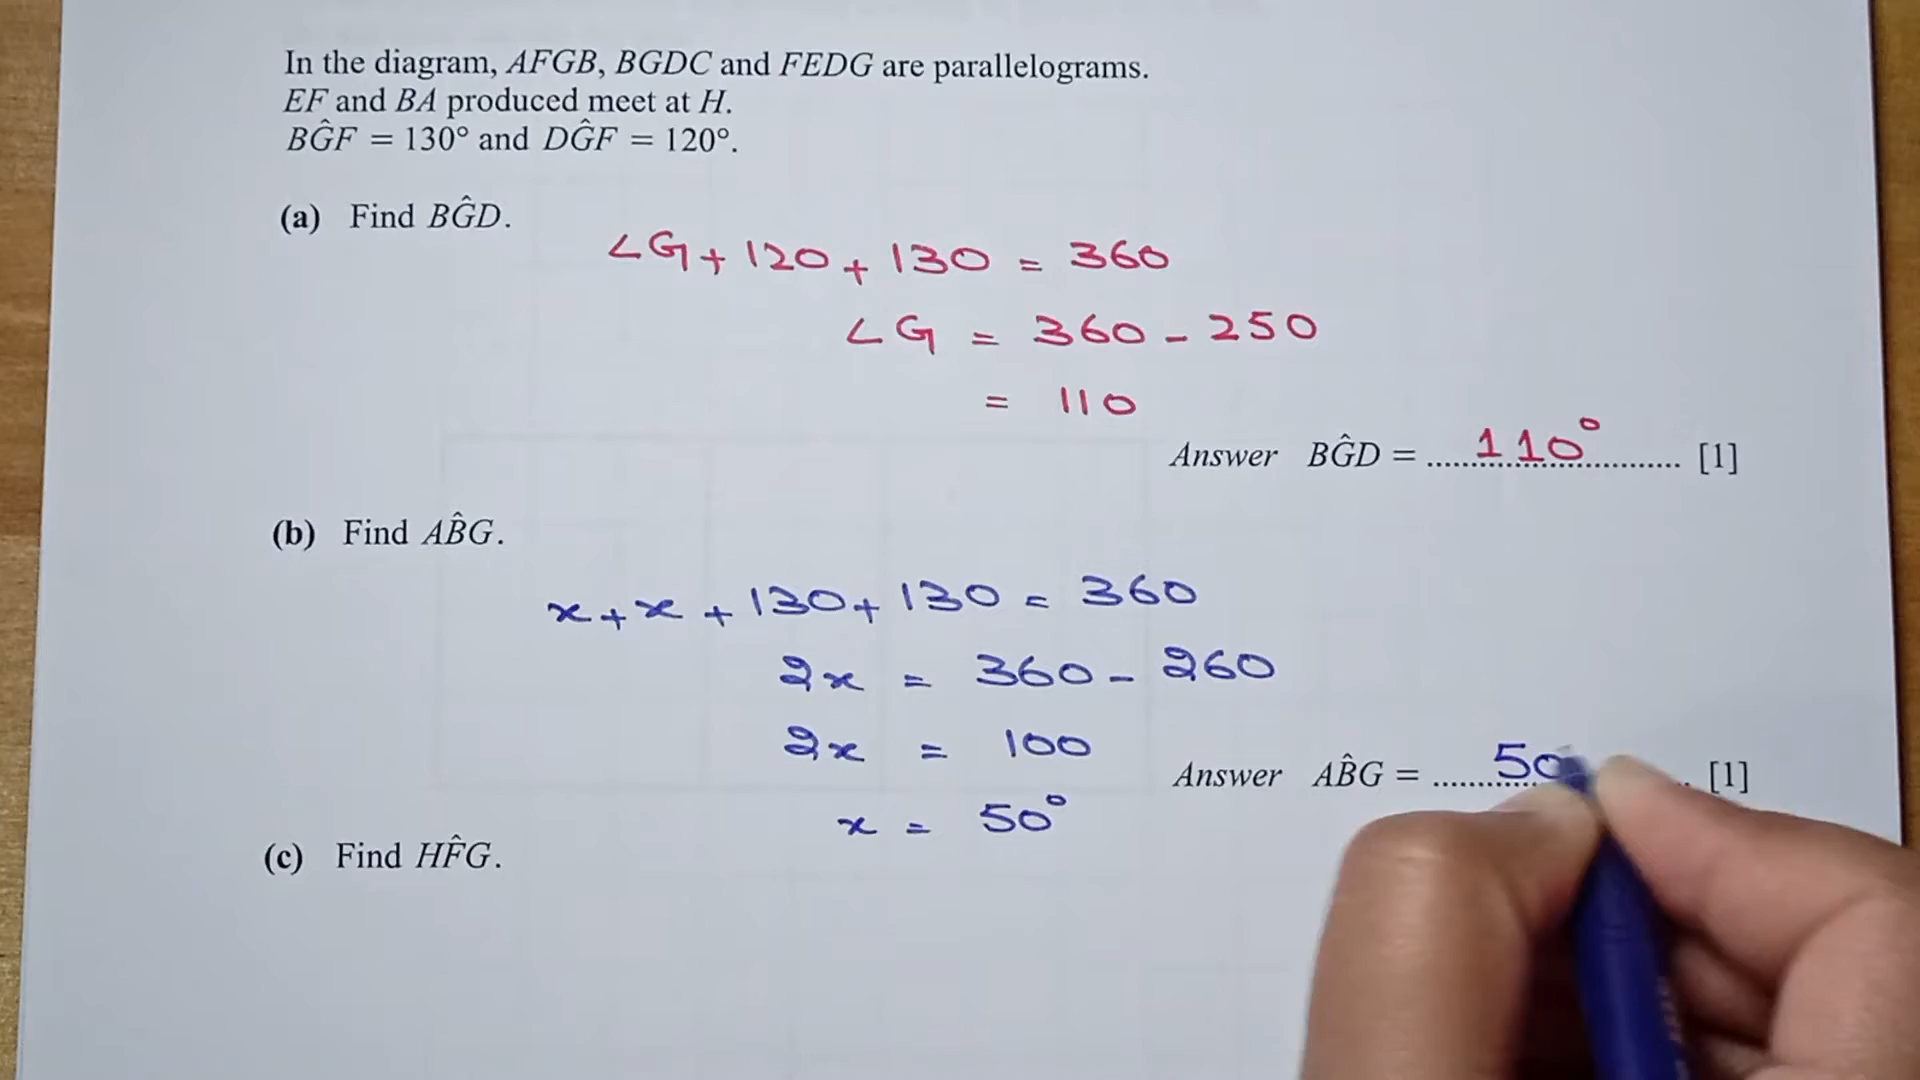 In the diagram, AFGB, BGDC and FEDG are parallelograms.
EF and BA produced meet at H.
BĜF = 130° and DĜF = 120°.
(a) Find BĜD.
∠G + 120 + 130 = 360
∠G = 360 - 250
= 110
Answer BĜD = ..... 110° ..... [1]
(b) Find AB̂G.
x + x + 130 + 130 = 360
2x = 360 - 260
2x = 100
Answer AB̂G = ..... 50 ..... [1]
x = 50°
(c) Find HF̂G.